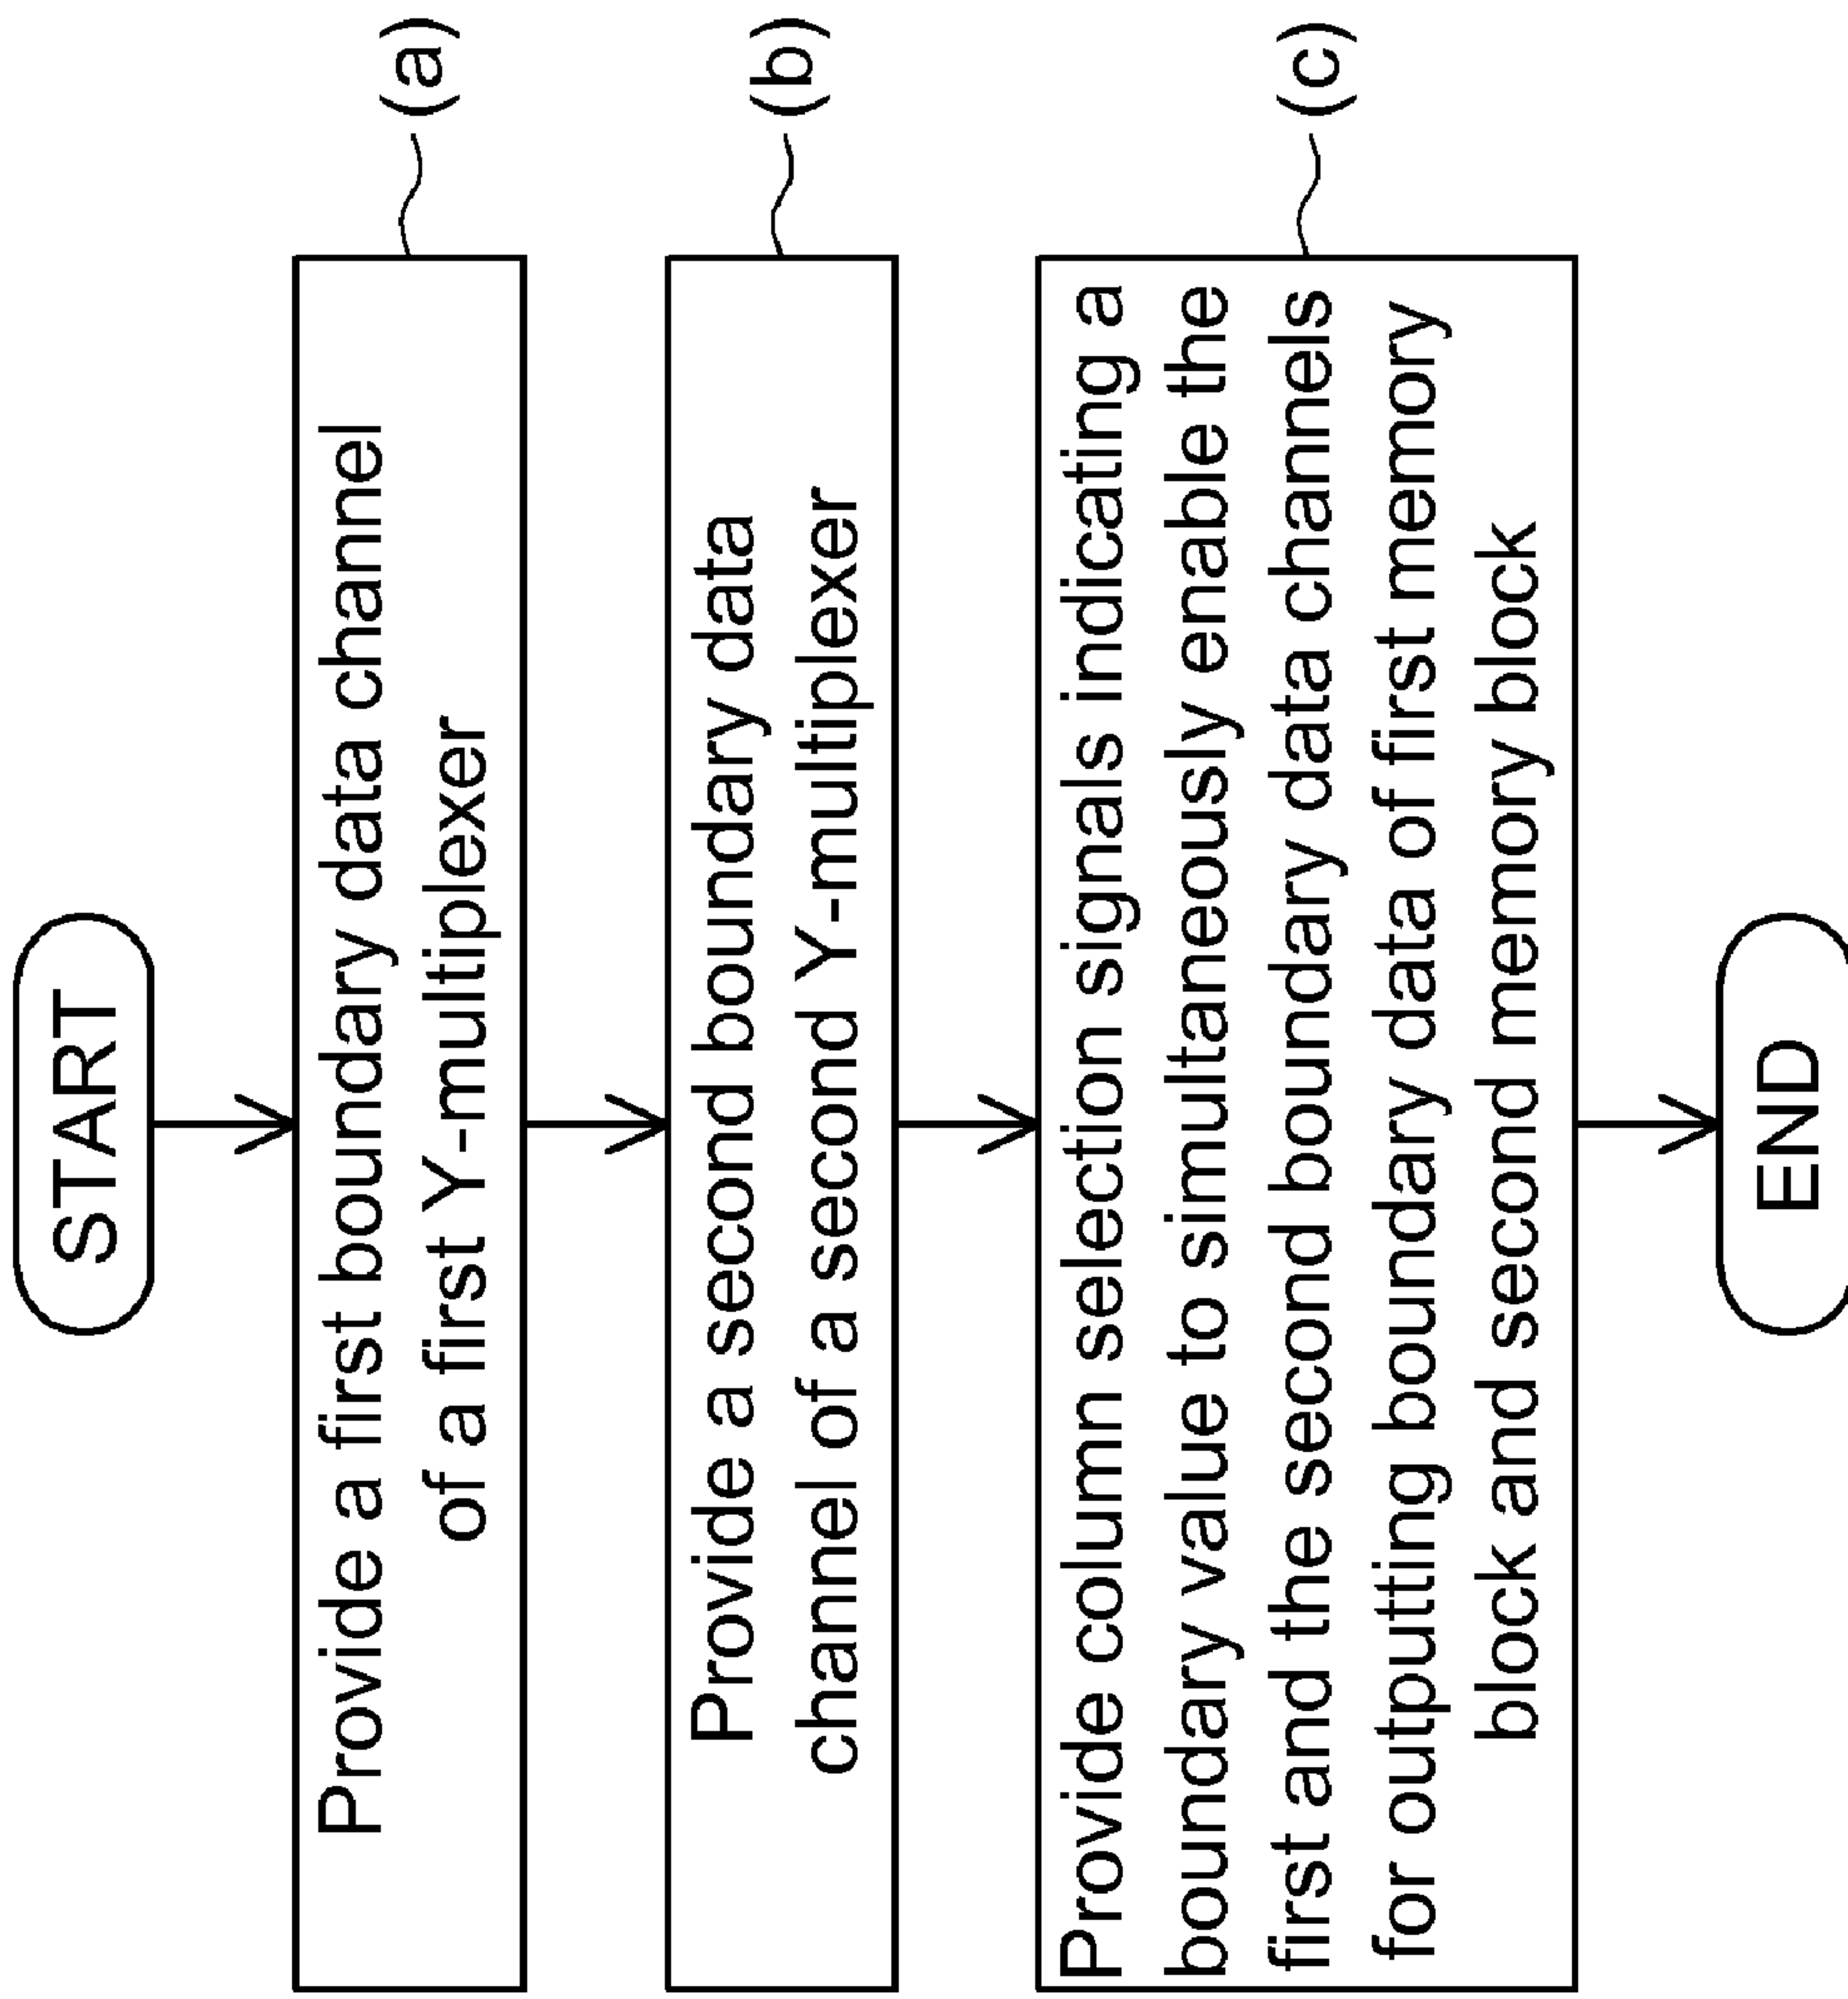 START
Provide a first boundary data channel
of a first Y-multiplexer
(a)
Provide a second boundary data
channel of a second Y-multiplexer
(b)
Provide column selection signals indicating a
boundary value to simultaneously enable the
first and the second boundary data channels
for outputting boundary data of first memory
block and second memory block
(c)
END